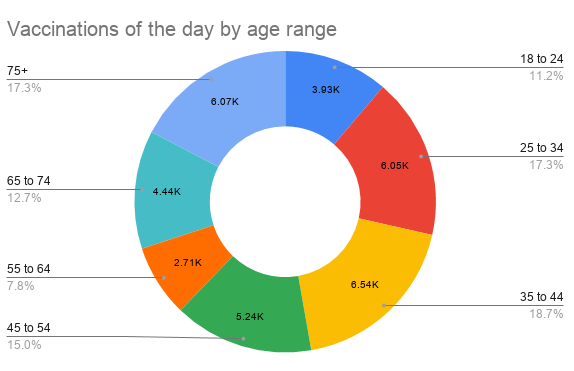 Vaccinations of the day by age range
18 to 24
11.2%
3.93K
25 to 34
17.3%
6.05K
35 to 44
18.7%
6.54K
45 to 54
15.0%
5.24K
55 to 64
7.8%
2.71K
65 to 74
12.7%
4.44K
75+
17.3%
6.07K